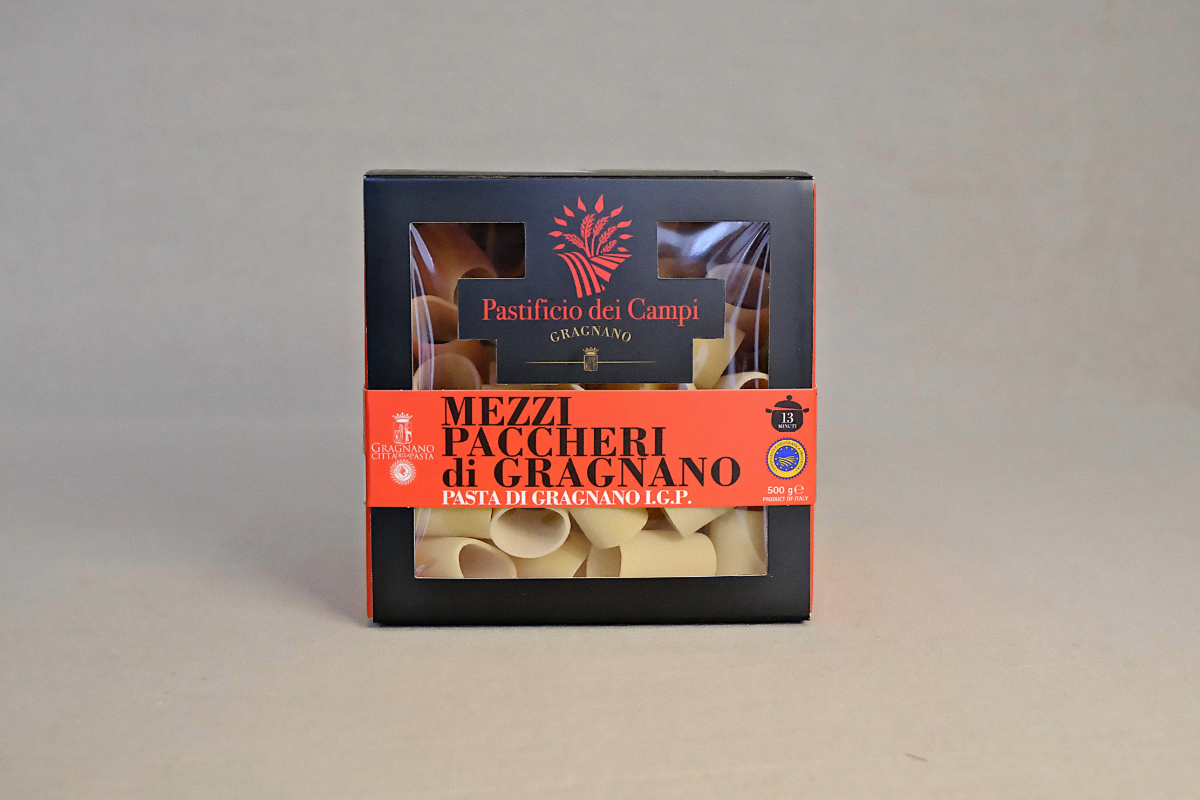 Pastificio dei Campi
GRAGNANO
MEZZI
PACCHERI
di GRAGNANO
PASTA DI GRAGNANO I.G.P.
GRAGNANO
CITTÀ DELLA PASTA
13
MINUTI
500 g ℮
PRODUCT OF ITALY